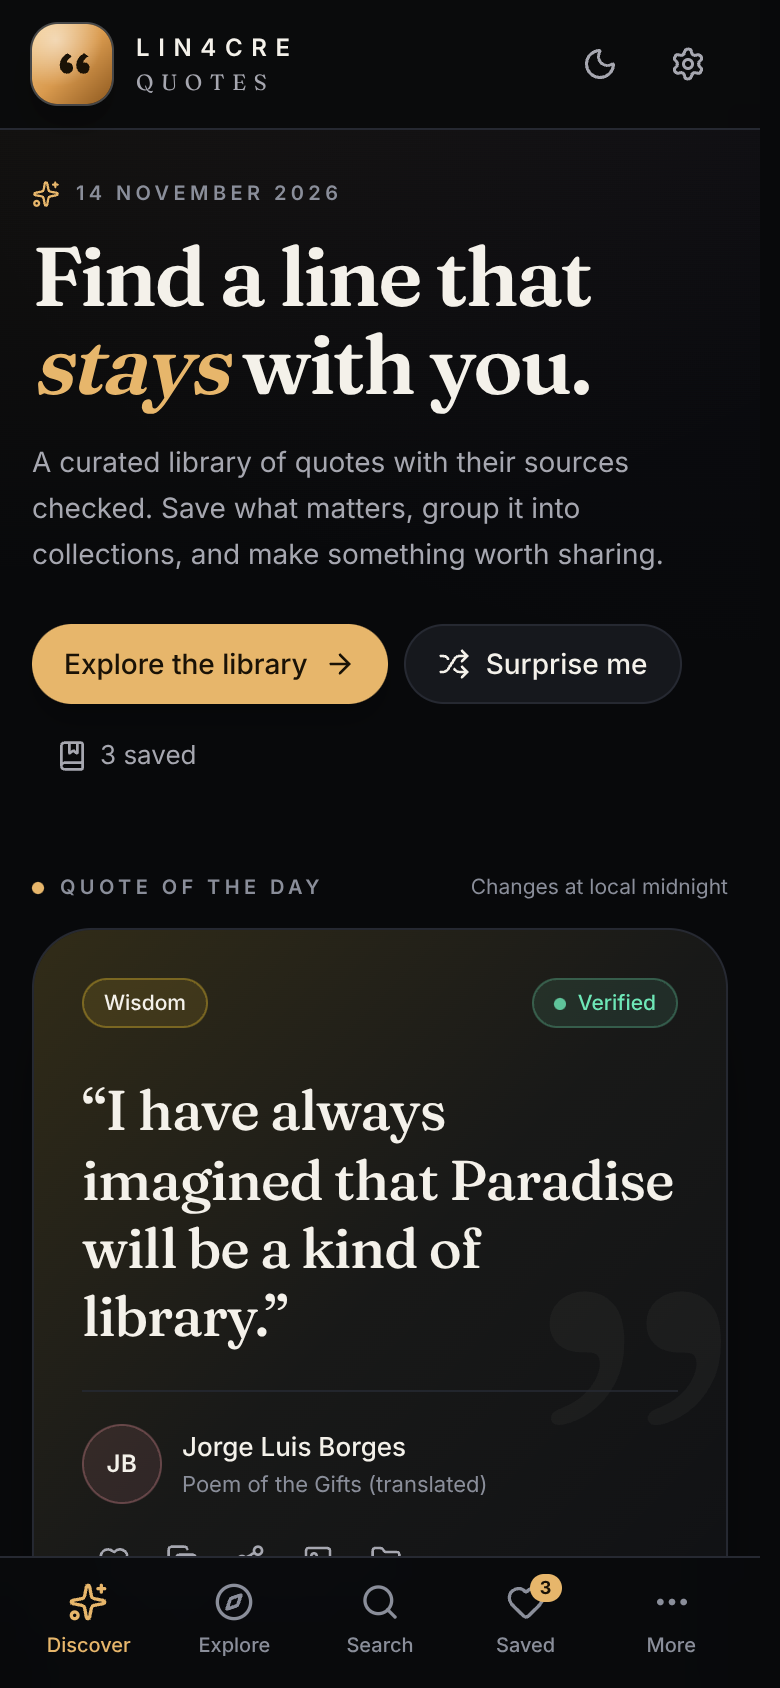 LIN4CRE
QUOTES
14 NOVEMBER 2026
Find a line that
stays with you.
A curated library of quotes with their sources
checked. Save what matters, group it into
collections, and make something worth sharing.
Explore the library
Surprise me
3 saved
QUOTE OF THE DAY
Changes at local midnight
Wisdom
Verified
“I have always
imagined that Paradise
will be a kind of
library.”
JB
Jorge Luis Borges
Poem of the Gifts (translated)
3
Discover
Explore
Search
Saved
More